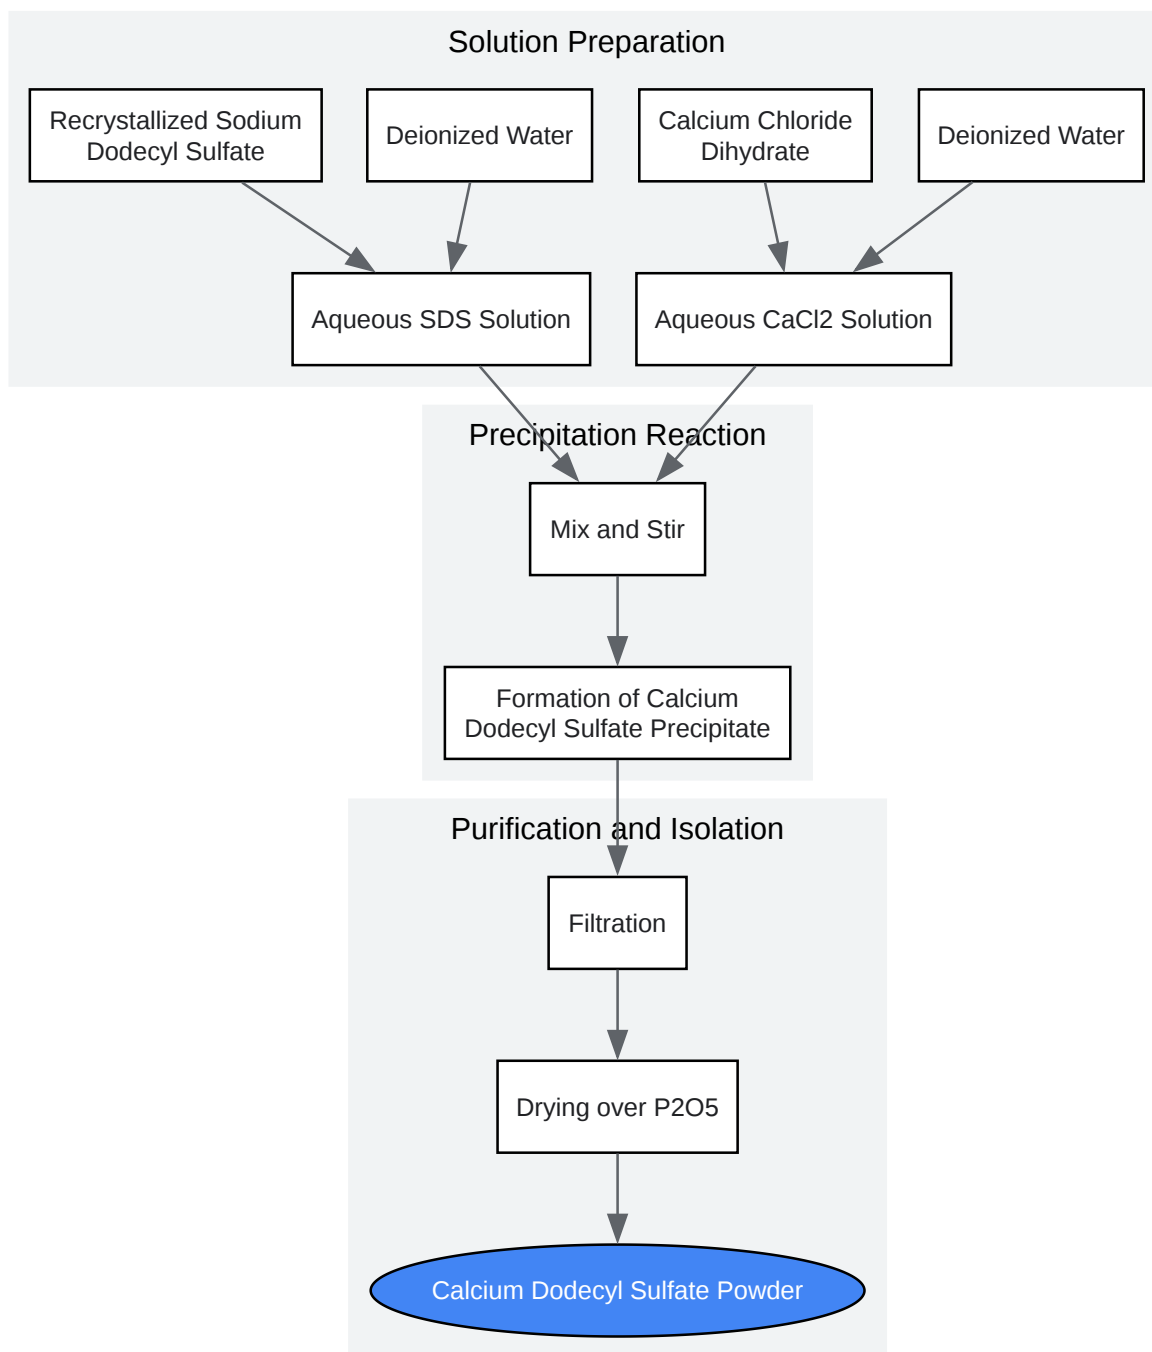 Solution Preparation
Recrystallized Sodium
Dodecyl Sulfate
Deionized Water
Calcium Chloride
Dihydrate
Deionized Water
Aqueous SDS Solution
Aqueous CaCl2 Solution
Precipitation Reaction
Mix and Stir
Formation of Calcium
Dodecyl Sulfate Precipitate
Purification and Isolation
Filtration
Drying over P2O5
Calcium Dodecyl Sulfate Powder